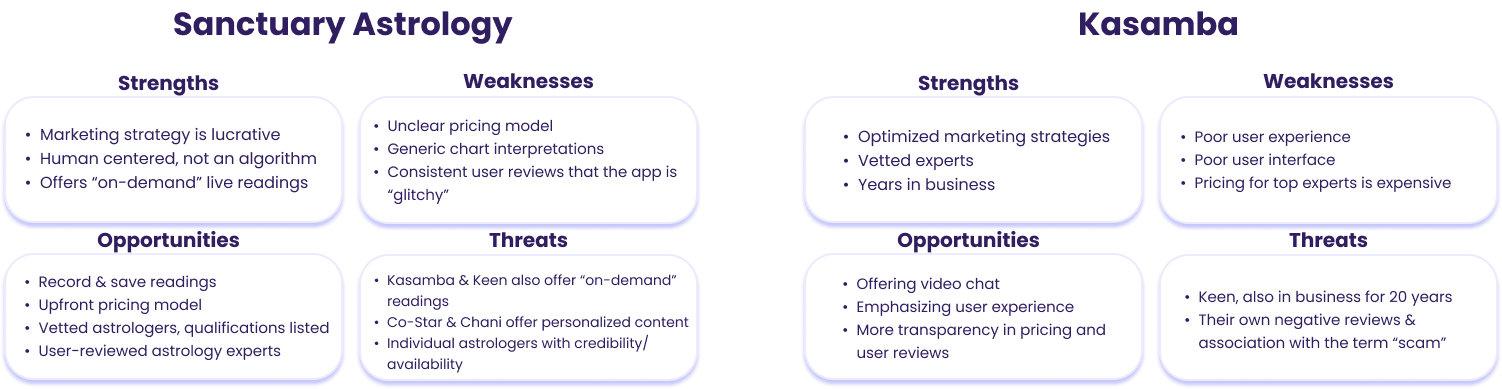 Sanctuary Astrology
Strengths
• Marketing strategy is lucrative
• Human centered, not an algorithm
• Offers “on-demand” live readings
Weaknesses
• Unclear pricing model
• Generic chart interpretations
• Consistent user reviews that the app is
“glitchy”
Opportunities
• Record & save readings
• Upfront pricing model
• Vetted astrologers, qualifications listed
• User-reviewed astrology experts
Threats
• Kasamba & Keen also offer “on-demand”
readings
• Co-Star & Chani offer personalized content
• Individual astrologers with credibility/
availability
Kasamba
Strengths
• Optimized marketing strategies
• Vetted experts
• Years in business
Weaknesses
• Poor user experience
• Poor user interface
• Pricing for top experts is expensive
Opportunities
• Offering video chat
• Emphasizing user experience
• More transparency in pricing and
user reviews
Threats
• Keen, also in business for 20 years
• Their own negative reviews &
association with the term “scam”